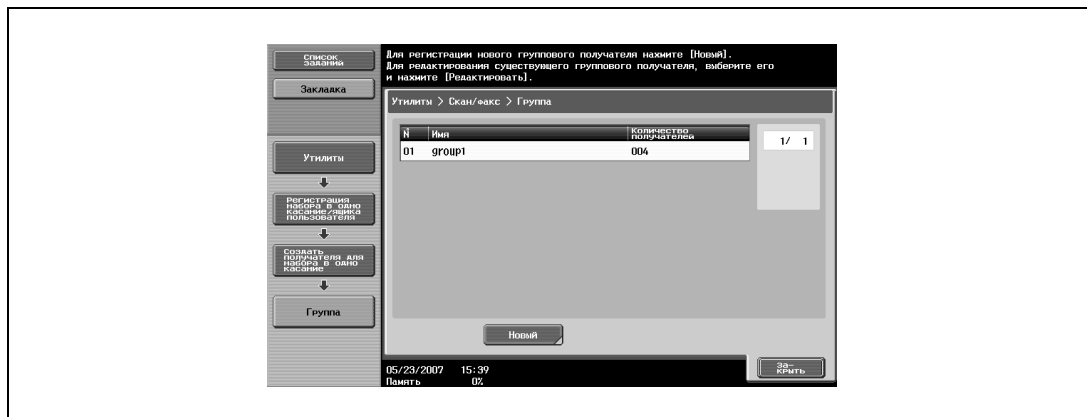 Список
заданий
Закладка
Утилиты
Регистрация
набора в одно
касание/ящика
пользователя
Создать
получателя для
набора в одно
касание
Группа
Для регистрации нового группового получателя нажмите [Новый].
Для редактирования существующего группового получателя, выберите его
и нажмите [Редактировать].
Утилиты > Скан/факс > Группа
N Имя Количество
получателей
01 group1 004
1/ 1
Новый
05/23/2007 15:39
Память 0%
За-
крыть